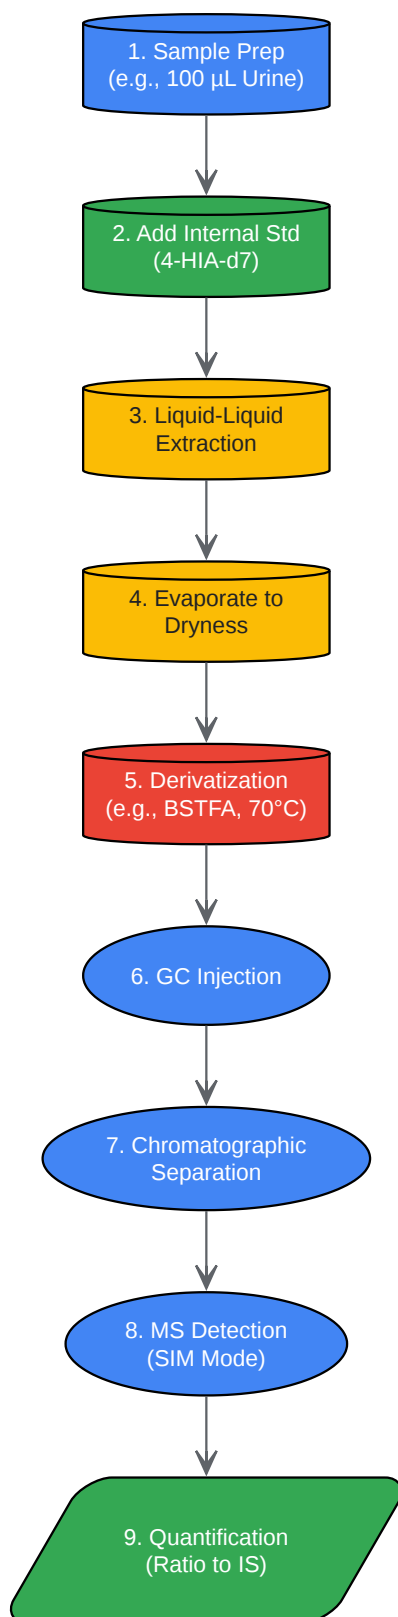 1. Sample Prep
(e.g., 100 µL Urine)
2. Add Internal Std
(4-HIA-d7)
3. Liquid-Liquid
Extraction
4. Evaporate to
Dryness
5. Derivatization
(e.g., BSTFA, 70°C)
6. GC Injection
7. Chromatographic
Separation
8. MS Detection
(SIM Mode)
9. Quantification
(Ratio to IS)